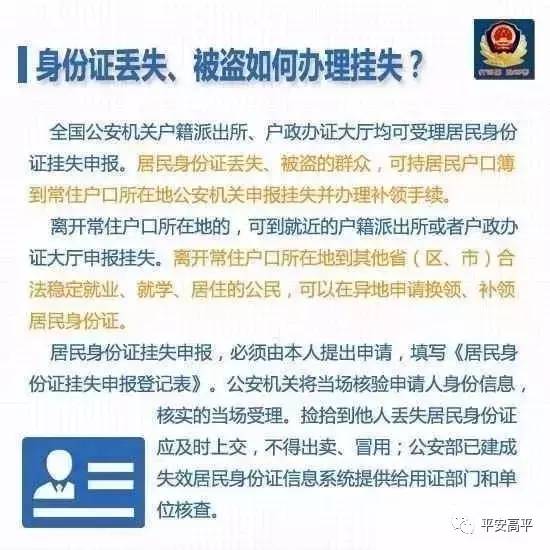 身份证丢失、被盗如何办理挂失？
全国公安机关户籍派出所、户政办证大厅均可受理居民身份
证挂失申报。居民身份证丢失、被盗的群众，可持居民户口簿
到常住户口所在地公安机关申报挂失并办理补领手续。
离开常住户口所在地的，可到就近的户籍派出所或者户政办
证大厅申报挂失。离开常住户口所在地到其他省（区、市）合
法稳定就业、就学、居住的公民，可以在异地申请换领、补领
居民身份证。
居民身份证挂失申报，必须由本人提出申请，填写《居民身
份证挂失申报登记表》。公安机关将当场核验申请人身份信息，
核实的当场受理。捡拾到他人丢失居民身份证
应及时上交，不得出卖、冒用；公安部已建成
失效居民身份证信息系统提供给用证部门和单
位核查。
平安高平